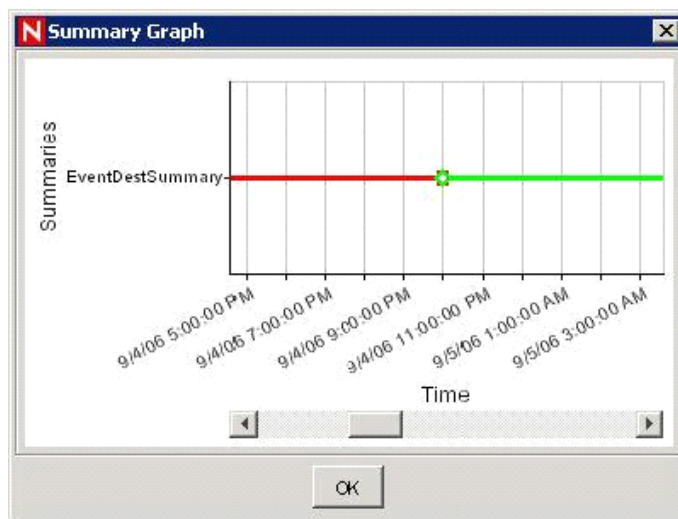 N Summary Graph
Summaries
EventDestSummary
9/4/06 5:00:00 PM
9/4/06 7:00:00 PM
9/4/06 9:00:00 PM
9/4/06 11:00:00 PM
9/5/06 1:00:00 AM
9/5/06 3:00:00 AM
Time
OK